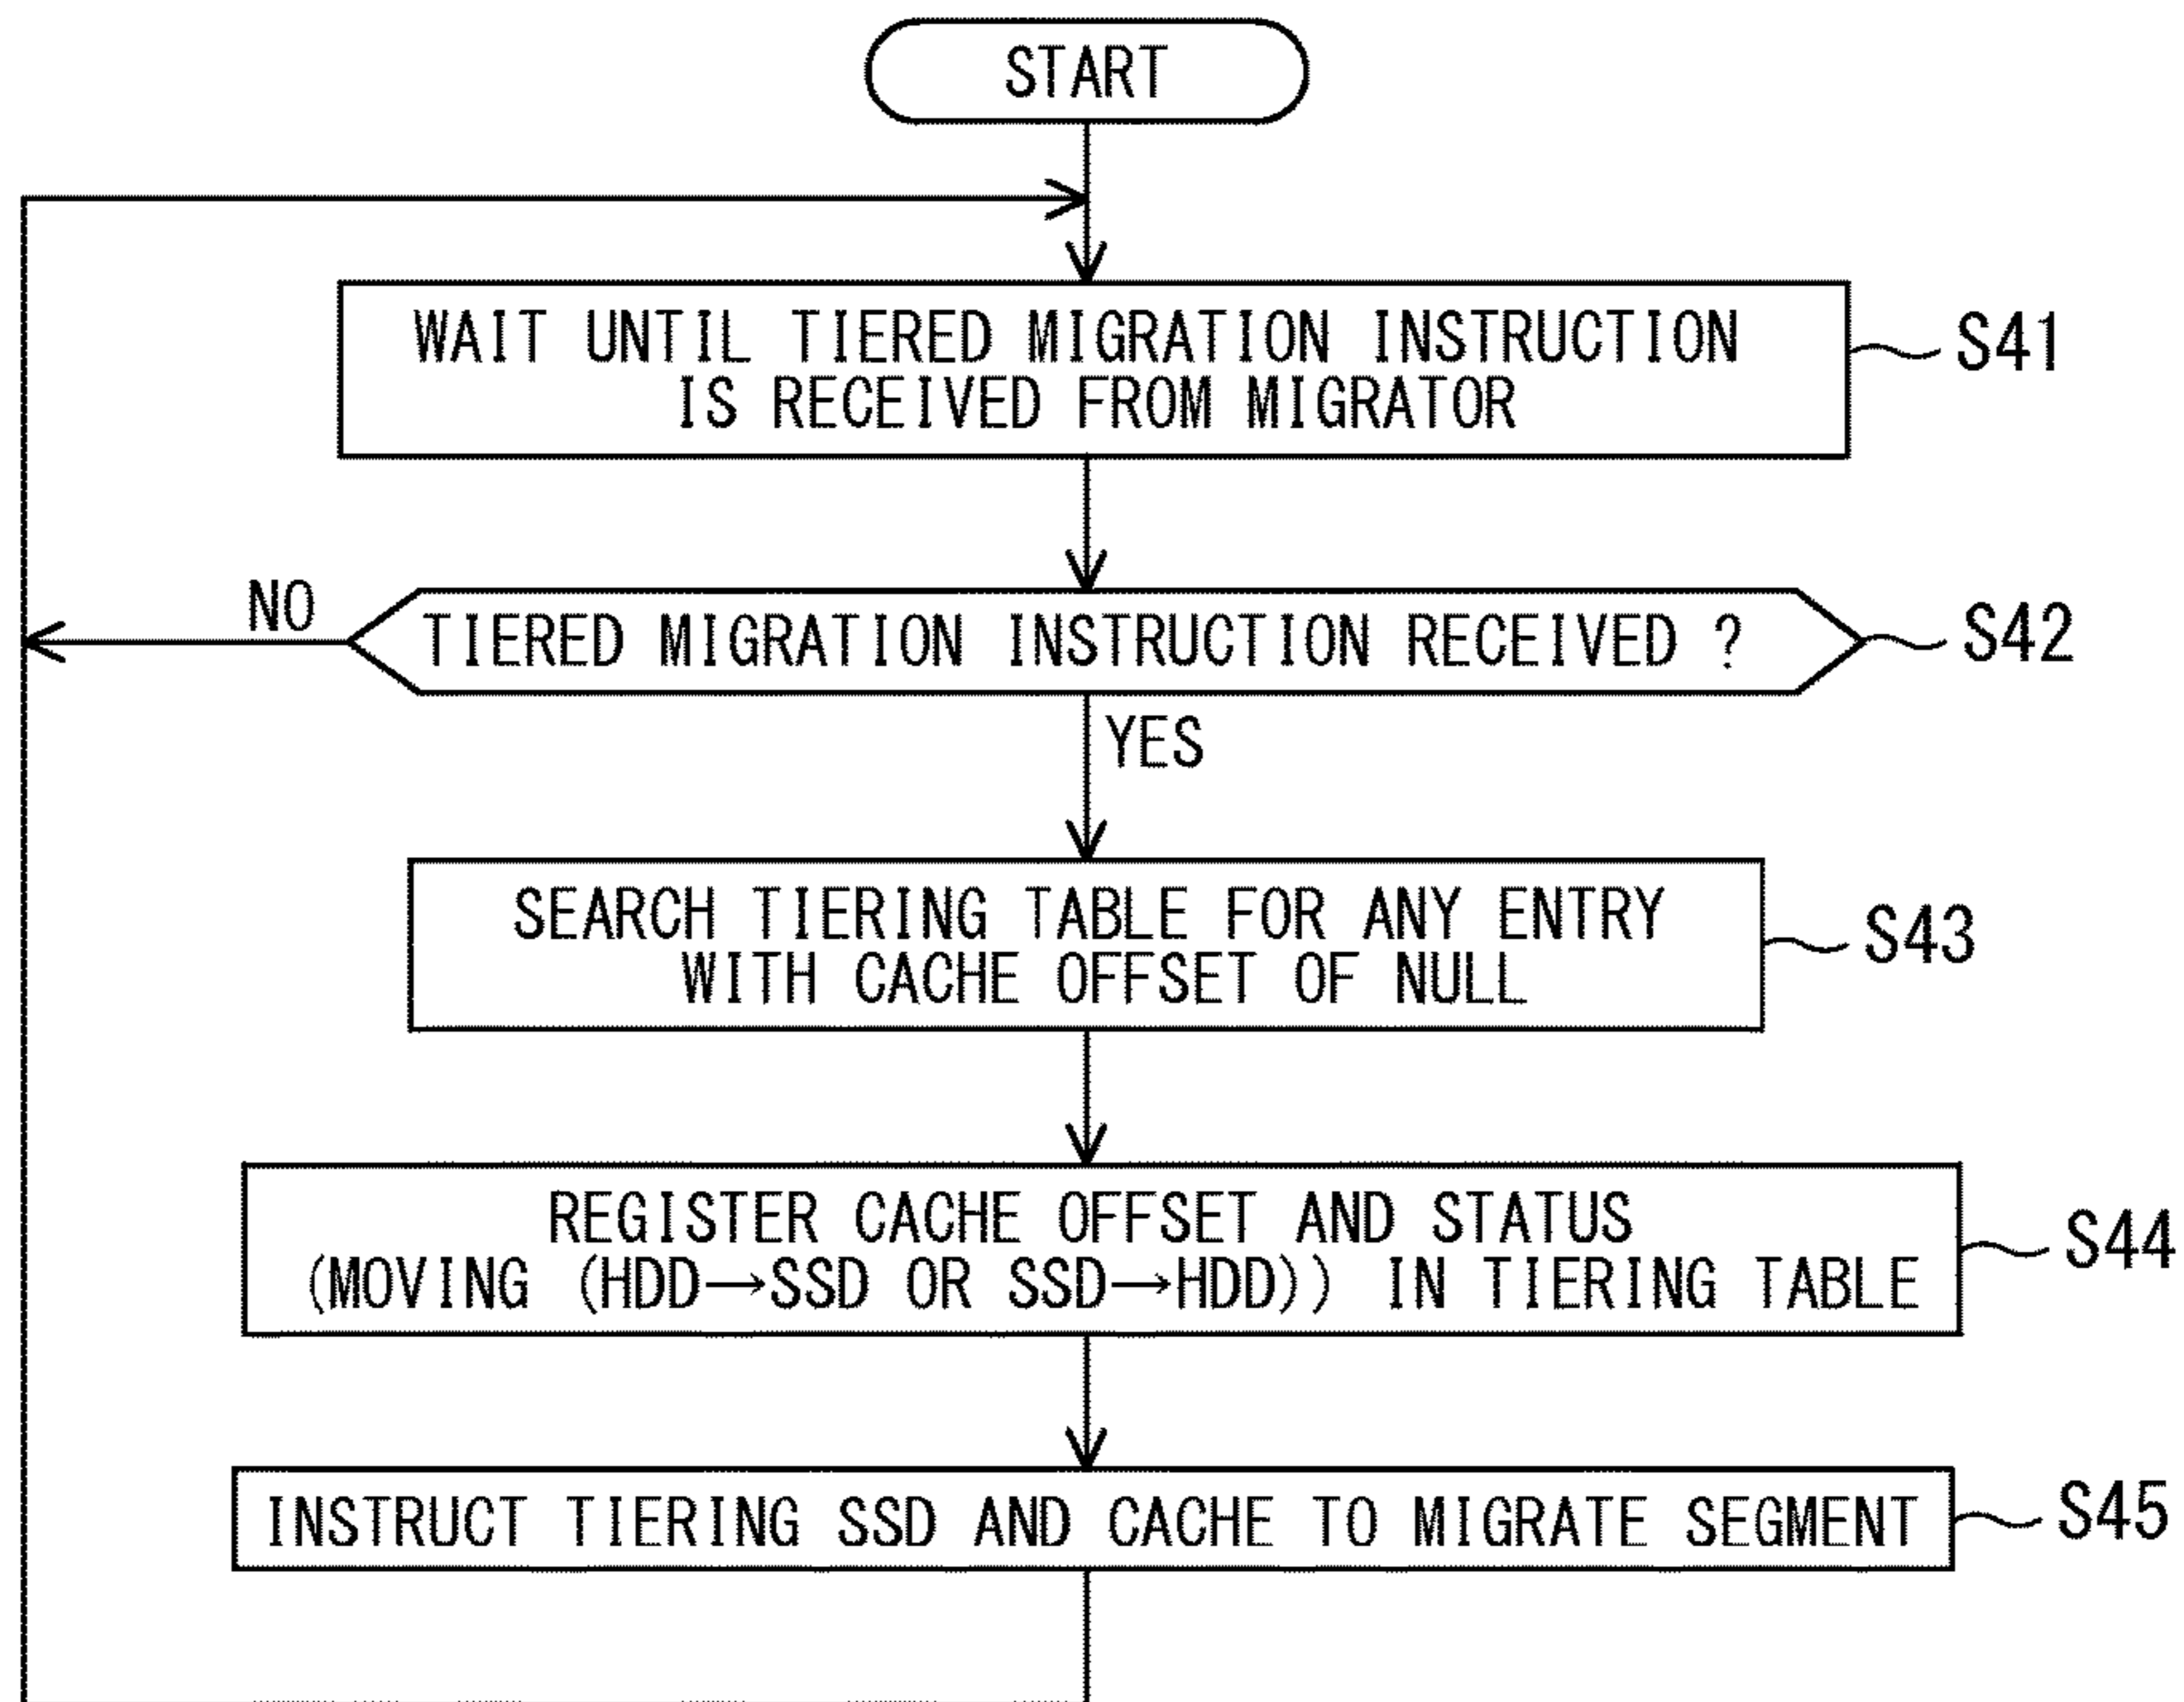 START
WAIT UNTIL TIERED MIGRATION INSTRUCTION
IS RECEIVED FROM MIGRATOR
S41
NO
TIERED MIGRATION INSTRUCTION RECEIVED ?
S42
YES
SEARCH TIERING TABLE FOR ANY ENTRY
WITH CACHE OFFSET OF NULL
S43
REGISTER CACHE OFFSET AND STATUS
(MOVING (HDD→SSD OR SSD→HDD)) IN TIERING TABLE
S44
INSTRUCT TIERING SSD AND CACHE TO MIGRATE SEGMENT
S45